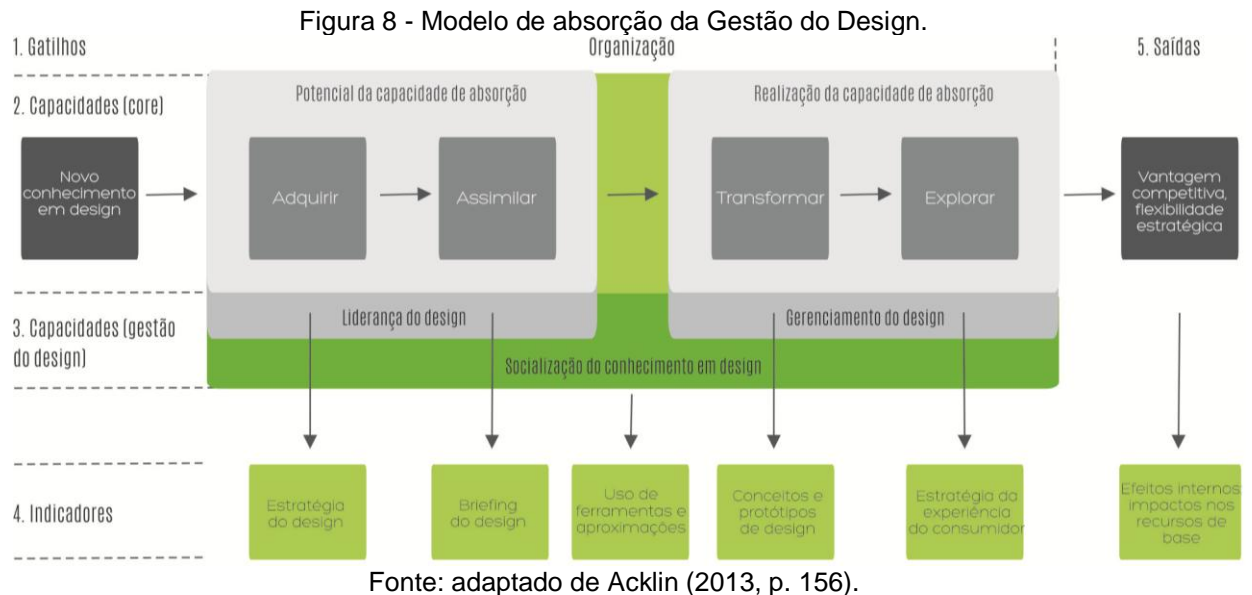 Figura 8 - Modelo de absorção da Gestão do Design.
1. Gatilhos
Organização
5. Saídas
2. Capacidades (core)
Potencial da capacidade de absorção
Realização da capacidade de absorção
Novo
conhecimento
em design
Adquirir
Assimilar
Transformar
Explorar
Vantagem
competitiva,
flexibilidade
estratégica
3. Capacidades (gestão
do design)
Liderança do design
Gerenciamento do design
Socialização do conhecimento em design
4. Indicadores
Estratégia
do design
Briefing
do design
Uso de
ferramentas e
aproximações
Conceitos e
protótipos
de design
Estratégia da
experiência
do consumidor
Efeitos internos:
impactos nos
recursos de
base
Fonte: adaptado de Acklin (2013, p. 156).